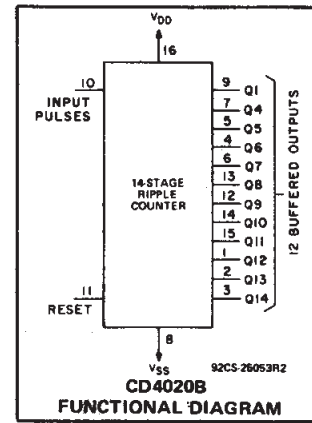 VDD
16
10
INPUT
PULSES
9 Q1
7 Q4
5 Q5
4 Q6
6 Q7
13 Q8
12 Q9
14 Q10
15 Q11
1 Q12
2 Q13
3 Q14
12 BUFFERED OUTPUTS
14-STAGE
RIPPLE
COUNTER
11
RESET
8
VSS
92CS-26053R2
CD4020B
FUNCTIONAL DIAGRAM